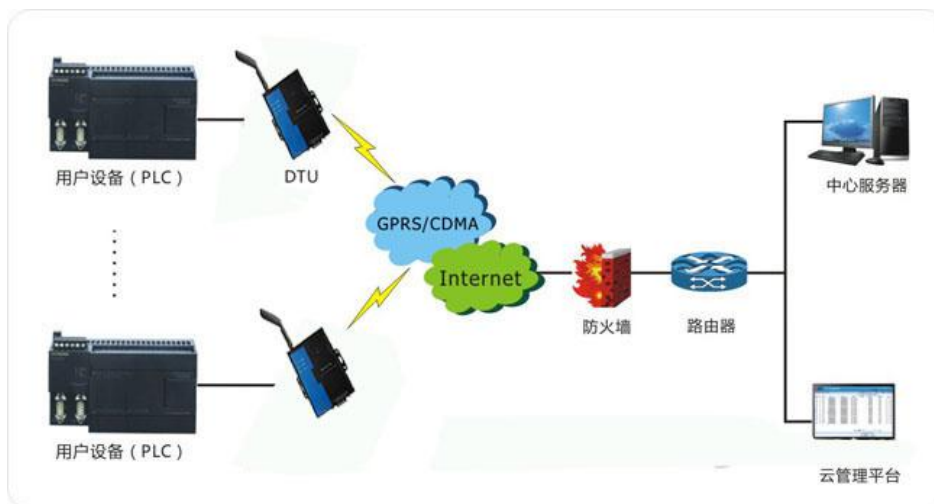 用户设备（PLC）
DTU
GPRS/CDMA
Internet
防火墙
路由器
中心服务器
用户设备（PLC）
云管理平台